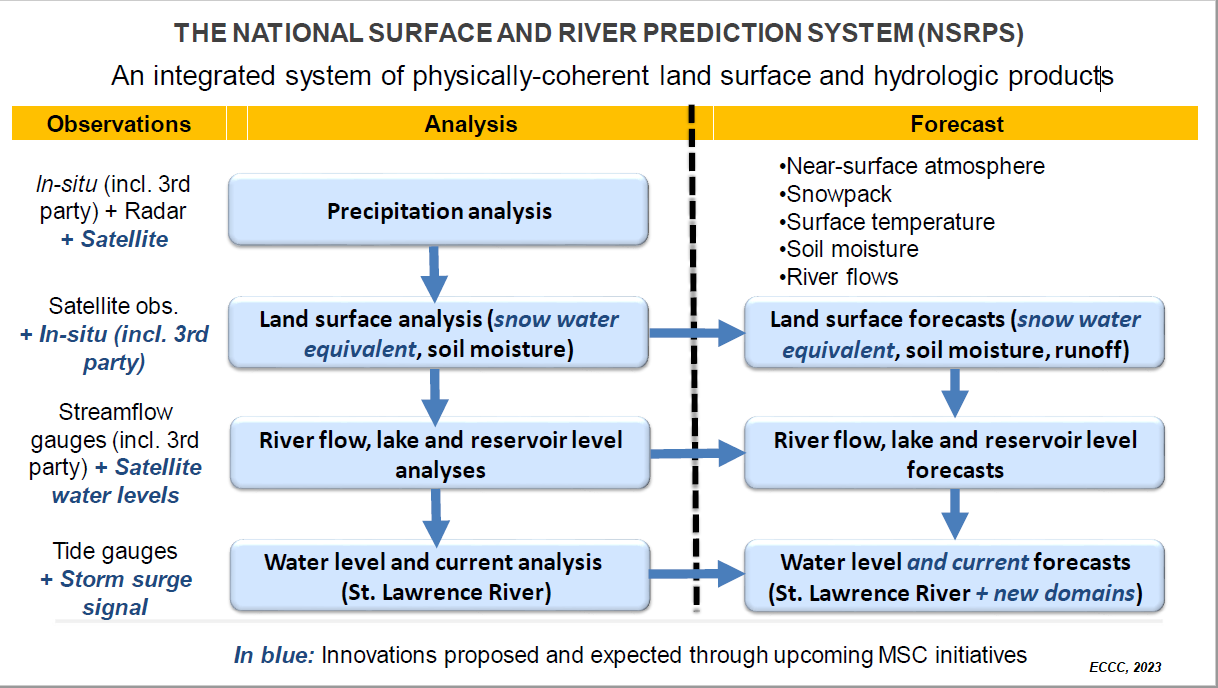 THE NATIONAL SURFACE AND RIVER PREDICTION SYSTEM (NSRPS)
An integrated system of physically-coherent land surface and hydrologic products
Observations
Analysis
Forecast
In-situ (incl. 3rd
party) + Radar
+ Satellite
Precipitation analysis
•Near-surface atmosphere
•Snowpack
•Surface temperature
•Soil moisture
•River flows
Satellite obs.
+ In-situ (incl. 3rd
party)
Land surface analysis (snow water
equivalent, soil moisture)
Land surface forecasts (snow water
equivalent, soil moisture, runoff)
Streamflow
gauges (incl. 3rd
party) + Satellite
water levels
River flow, lake and reservoir level
analyses
River flow, lake and reservoir level
forecasts
Tide gauges
+ Storm surge
signal
Water level and current analysis
(St. Lawrence River)
Water level and current forecasts
(St. Lawrence River + new domains)
In blue: Innovations proposed and expected through upcoming MSC initiatives
ECCC, 2023